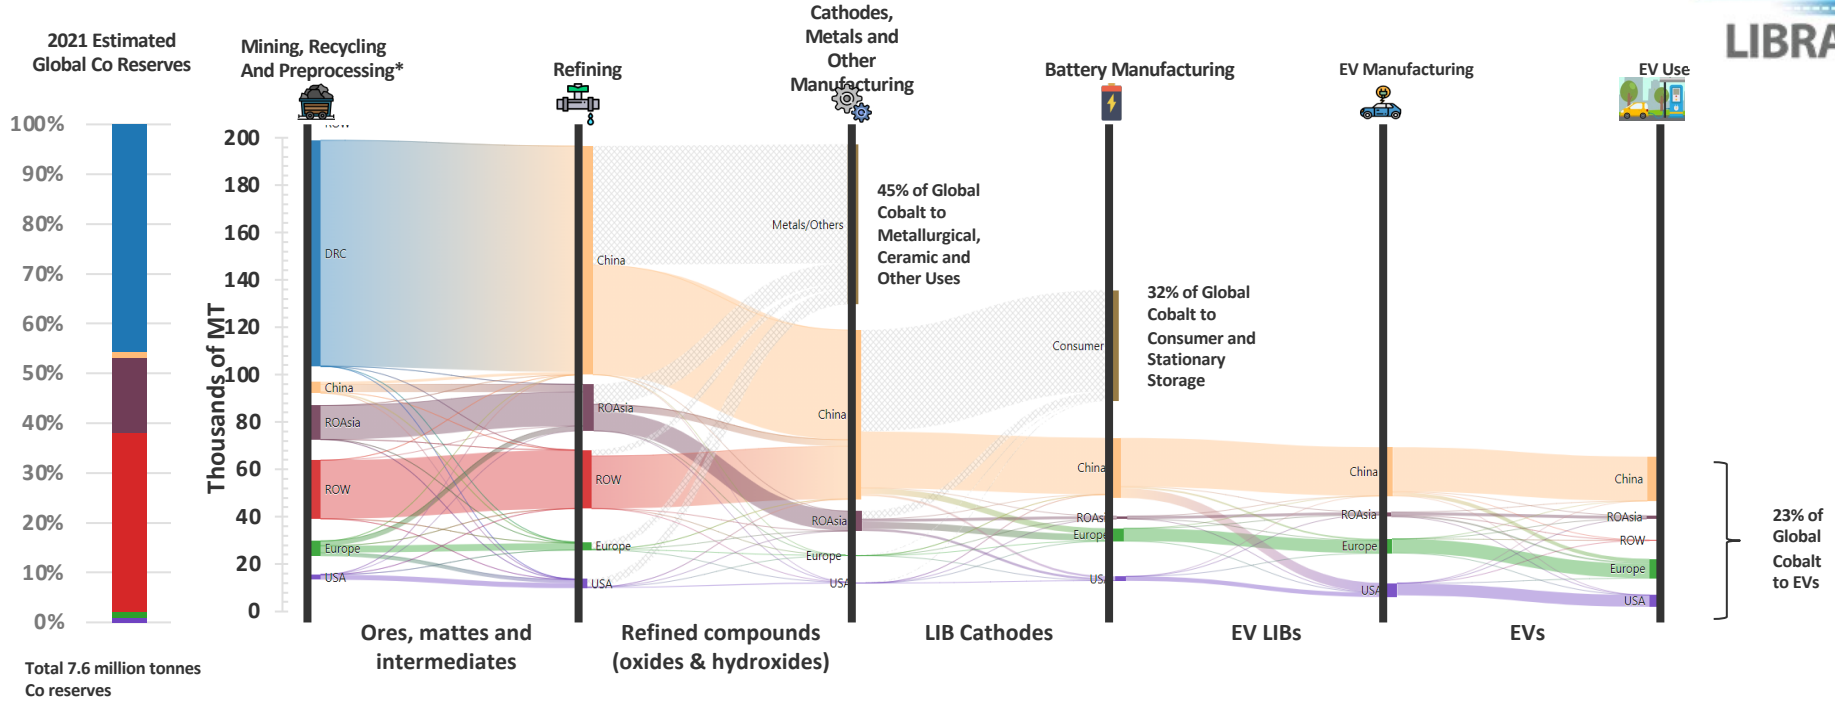 2021 Estimated
Global Co Reserves
100%
90%
80%
70%
60%
50%
40%
30%
20%
10%
0%
Total 7.6 million tonnes
Co reserves
Thousands of MT
200
180
160
140
120
100
80
60
40
20
0
Mining, Recycling
And Preprocessing*
ROW
DRC
China
ROAsia
ROW
Europe
USA
Ores, mattes and
intermediates
Refining
China
ROAsia
ROW
Europe
USA
Refined compounds
(oxides & hydroxides)
Cathodes,
Metals and
Other
Manufacturing
Metals/Others
China
ROAsia
Europe
USA
45% of Global
Cobalt to
Metallurgical,
Ceramic and
Other Uses
LIB Cathodes
Battery Manufacturing
Consumer
China
ROAsi
Europe
US
32% of Global
Cobalt to
Consumer and
Stationary
Storage
EV LIBs
EV Manufacturing
China
ROAsia
Europe
USA
EVs
EV Use
China
ROAsia
ROW
Europe
USA
23% of
Global
Cobalt
to EVs
LIBRA